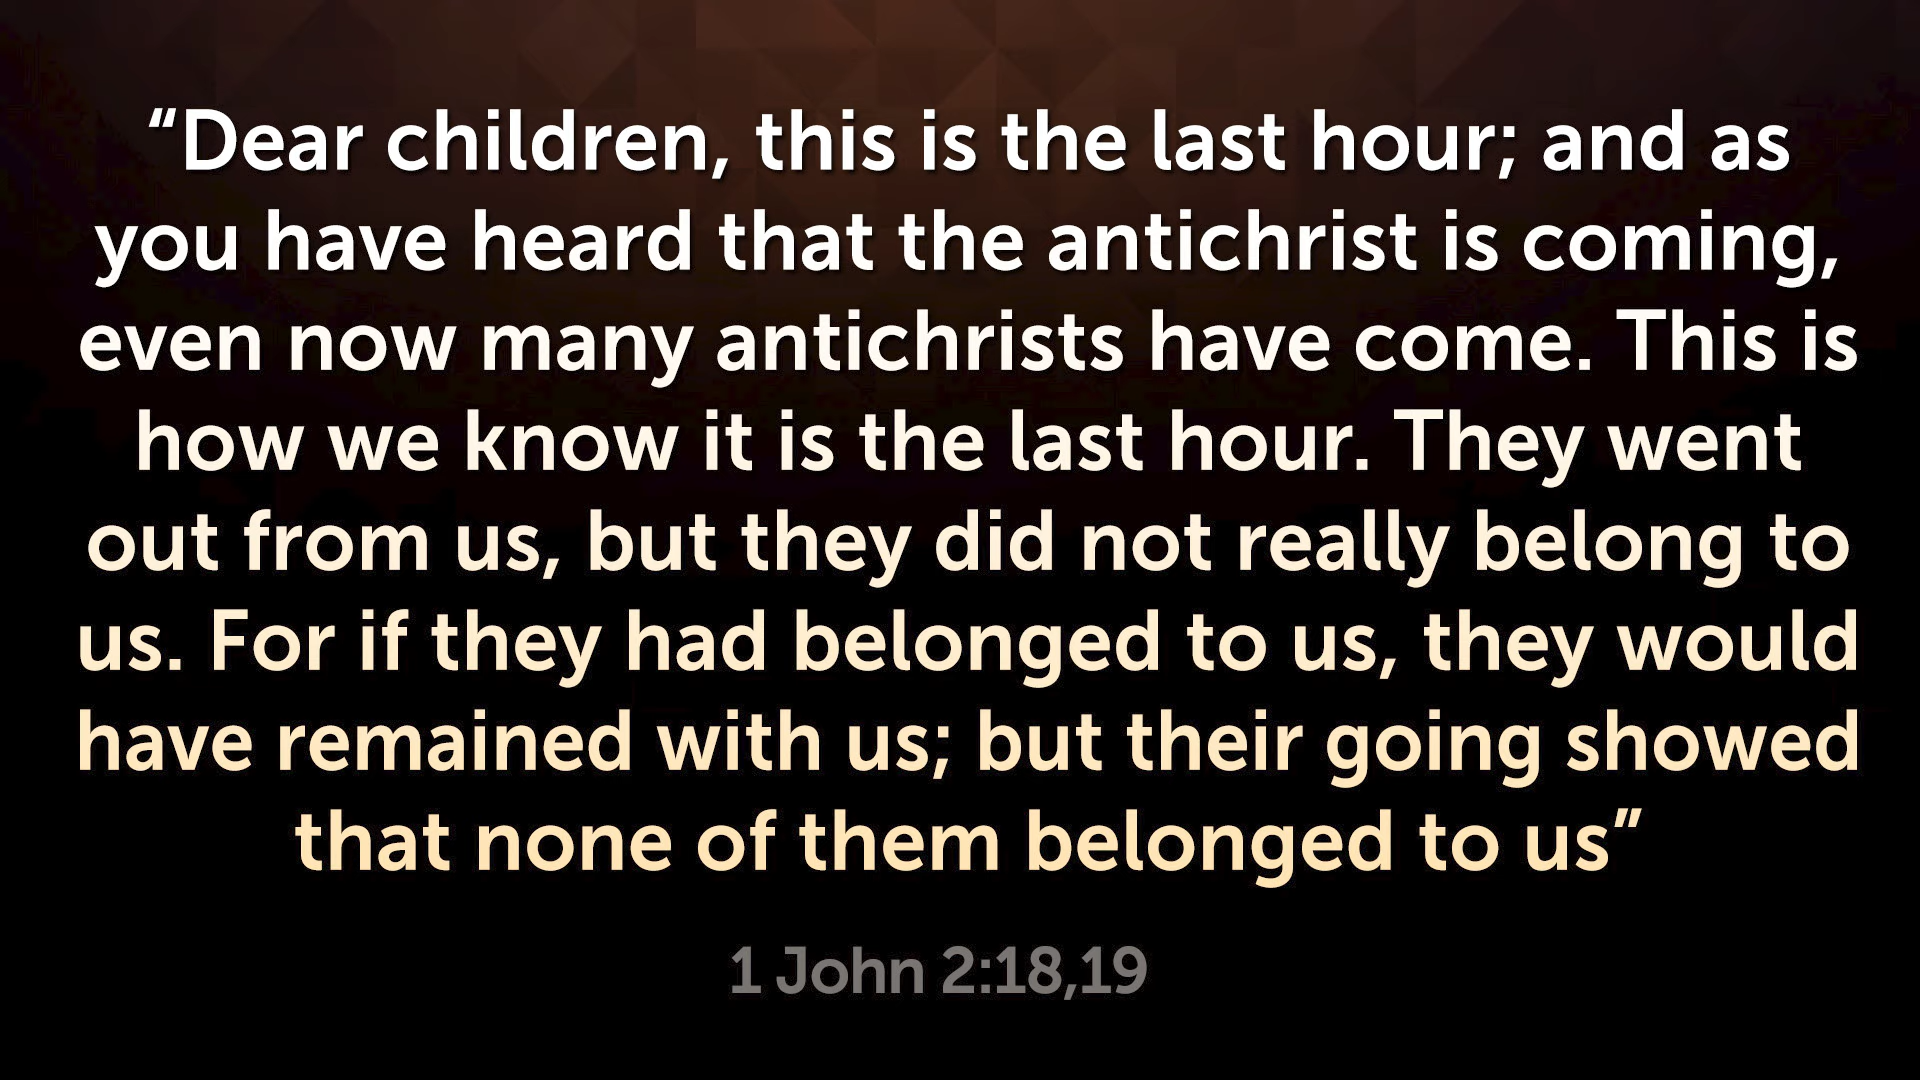 “Dear children, this is the last hour; and as
you have heard that the antichrist is coming,
even now many antichrists have come. This is
how we know it is the last hour. They went
out from us, but they did not really belong to
us. For if they had belonged to us, they would
have remained with us; but their going showed
that none of them belonged to us”
1 John 2:18,19